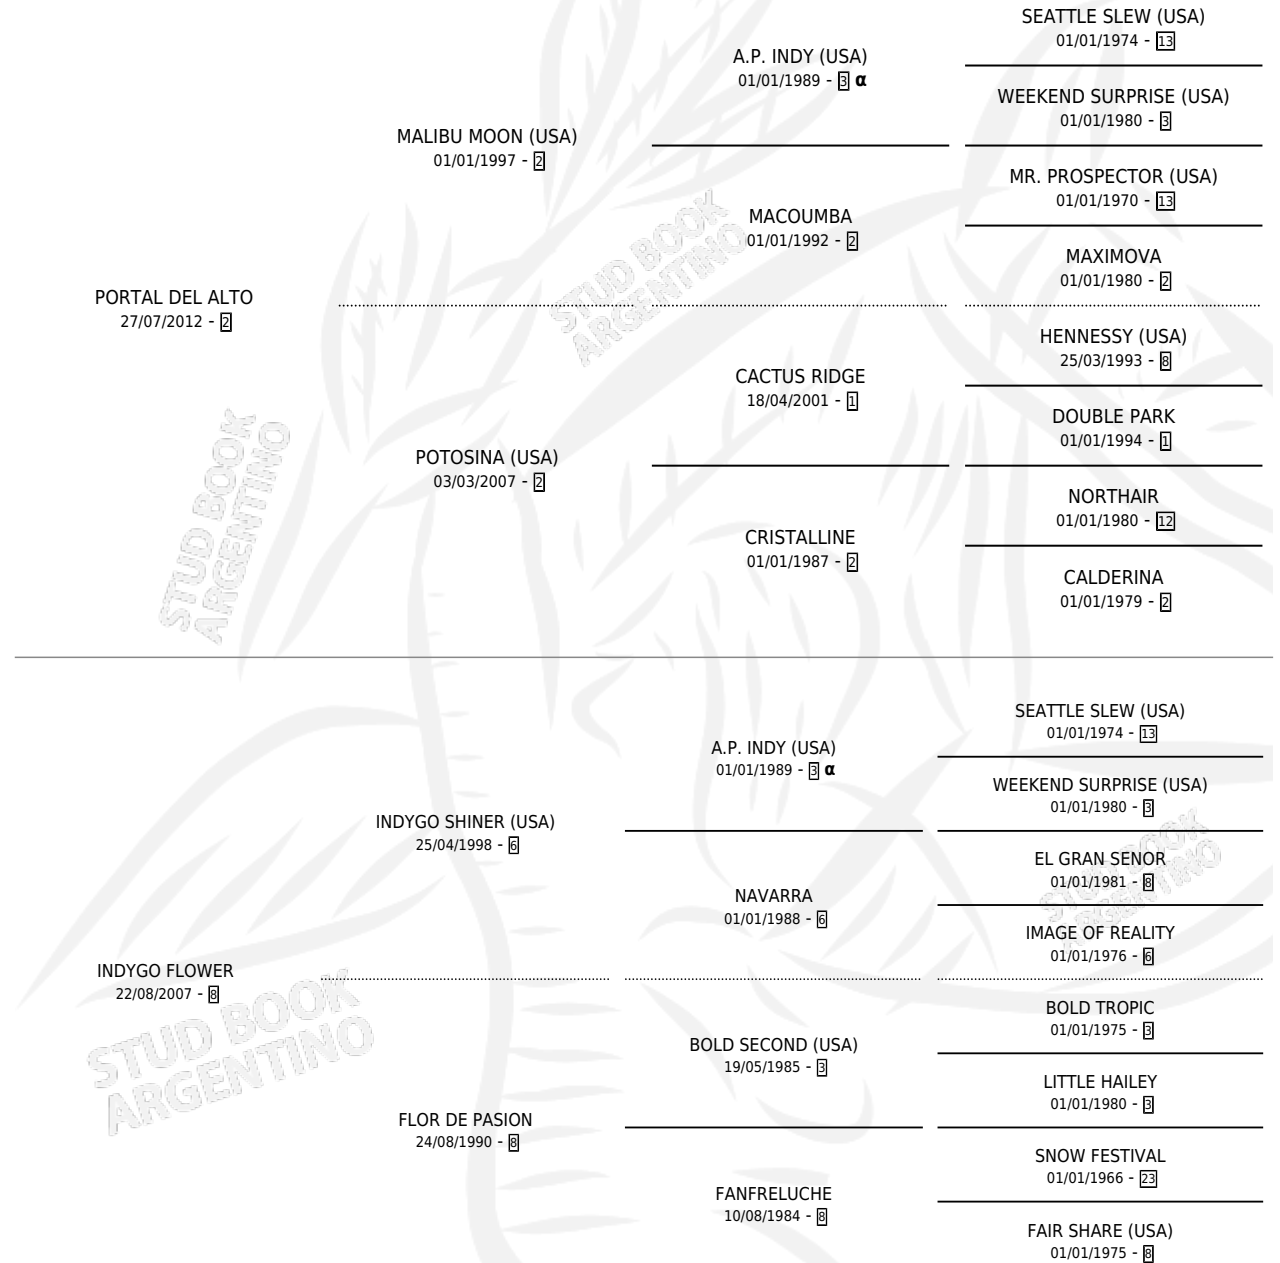 SEATTLE SLEW (USA)
01/01/1974 - 13
A.P. INDY (USA)
01/01/1989 - 3 α
WEEKEND SURPRISE (USA)
01/01/1980 - 3
MALIBU MOON (USA)
01/01/1997 - 2
MR. PROSPECTOR (USA)
01/01/1970 - 13
MACOUMBA
01/01/1992 - 2
MAXIMOVA
01/01/1980 - 2
PORTAL DEL ALTO
27/07/2012 - 2
HENNESSY (USA)
25/03/1993 - 8
CACTUS RIDGE
18/04/2001 - 1
DOUBLE PARK
01/01/1994 - 1
POTOSINA (USA)
03/03/2007 - 2
NORTHAIR
01/01/1980 - 12
CRISTALLINE
01/01/1987 - 2
CALDERINA
01/01/1979 - 2
STUD BOOK
ARGENTINO
STUD BOOK
ARGENTINO
SEATTLE SLEW (USA)
01/01/1974 - 13
A.P. INDY (USA)
01/01/1989 - 3 α
WEEKEND SURPRISE (USA)
01/01/1980 - 3
INDYGO SHINER (USA)
25/04/1998 - 6
EL GRAN SENOR
01/01/1981 - 8
NAVARRA
01/01/1988 - 6
IMAGE OF REALITY
01/01/1976 - 6
INDYGO FLOWER
22/08/2007 - 8
BOLD TROPIC
01/01/1975 - 3
BOLD SECOND (USA)
19/05/1985 - 3
LITTLE HAILEY
01/01/1980 - 3
FLOR DE PASION
24/08/1990 - 8
SNOW FESTIVAL
01/01/1966 - 23
FANFRELUCHE
10/08/1984 - 8
FAIR SHARE (USA)
01/01/1975 - 8
STUD BOOK
ARGENTINO
STUD BOOK
ARGENTINO